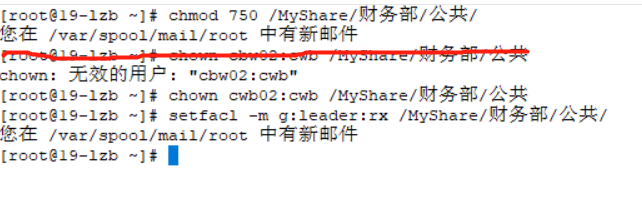 [root@19-lzb ~]# chmod 750 /MyShare/财务部/公共/
您在 /var/spool/mail/root 中有新邮件
[root@19-lzb ~]# chown cbw02:cwb /MyShare/财务部/公共
chown: 无效的用户: "cbw02:cwb"
[root@19-lzb ~]# chown cwb02:cwb /MyShare/财务部/公共
[root@19-lzb ~]# setfacl -m g:leader:rx /MyShare/财务部/公共/
您在 /var/spool/mail/root 中有新邮件
[root@19-lzb ~]#